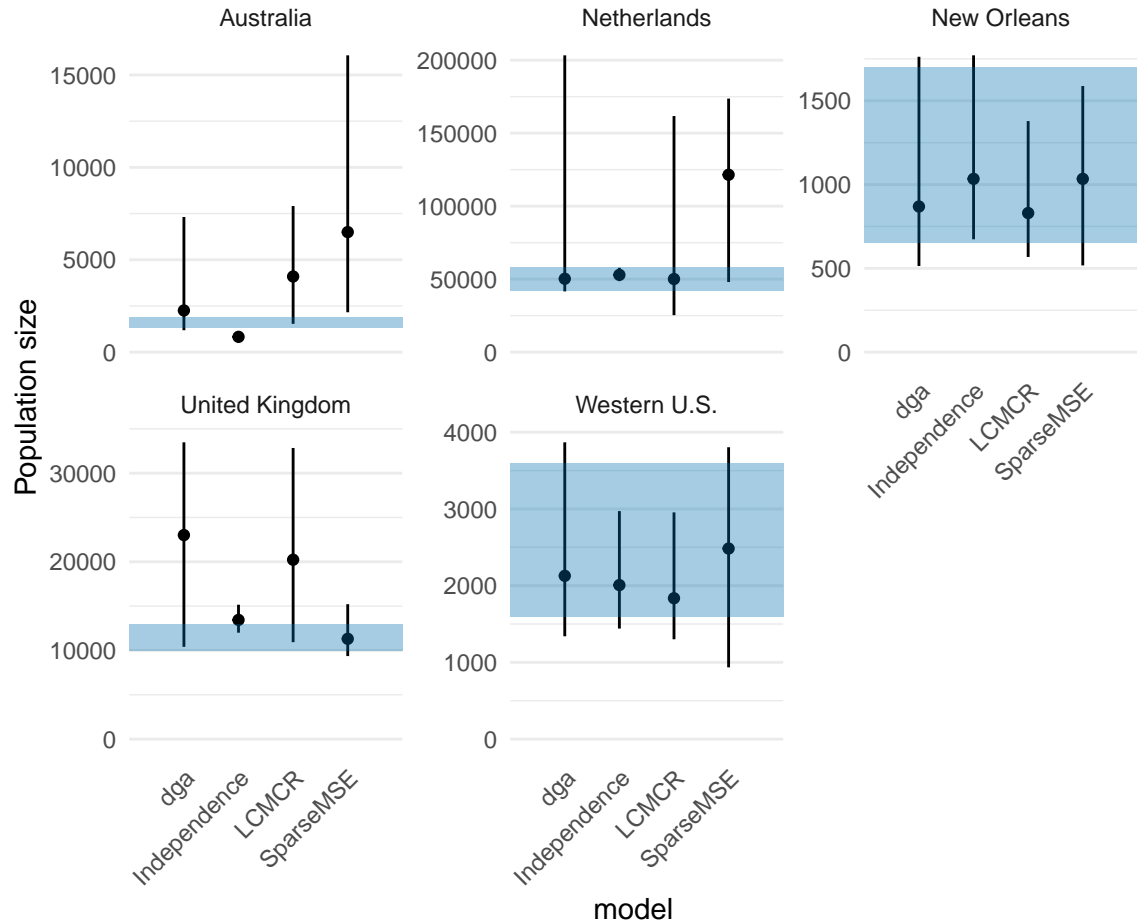 Australia
Netherlands
New Orleans
Population size
15000
10000
5000
0
200000
150000
100000
50000
0
1500
1000
500
0
dga
Independence
LCMCR
SparseMSE
United Kingdom
Western U.S.
30000
20000
10000
0
4000
3000
2000
1000
0
dga
Independence
LCMCR
SparseMSE
dga
Independence
LCMCR
SparseMSE
model